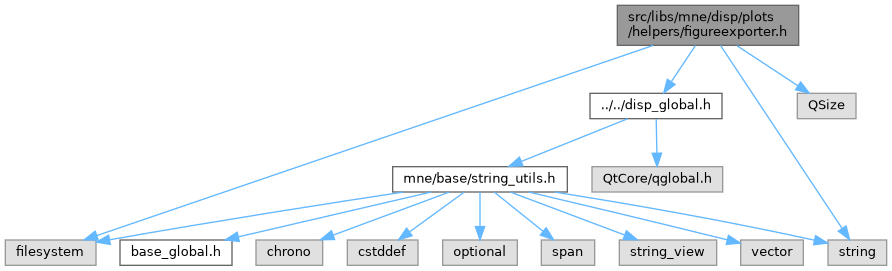 src/libs/mne/disp/plots
/helpers/figureexporter.h
../../disp_global.h
QSize
mne/base/string_utils.h
QtCore/qglobal.h
filesystem
base_global.h
chrono
cstddef
optional
span
string_view
vector
string